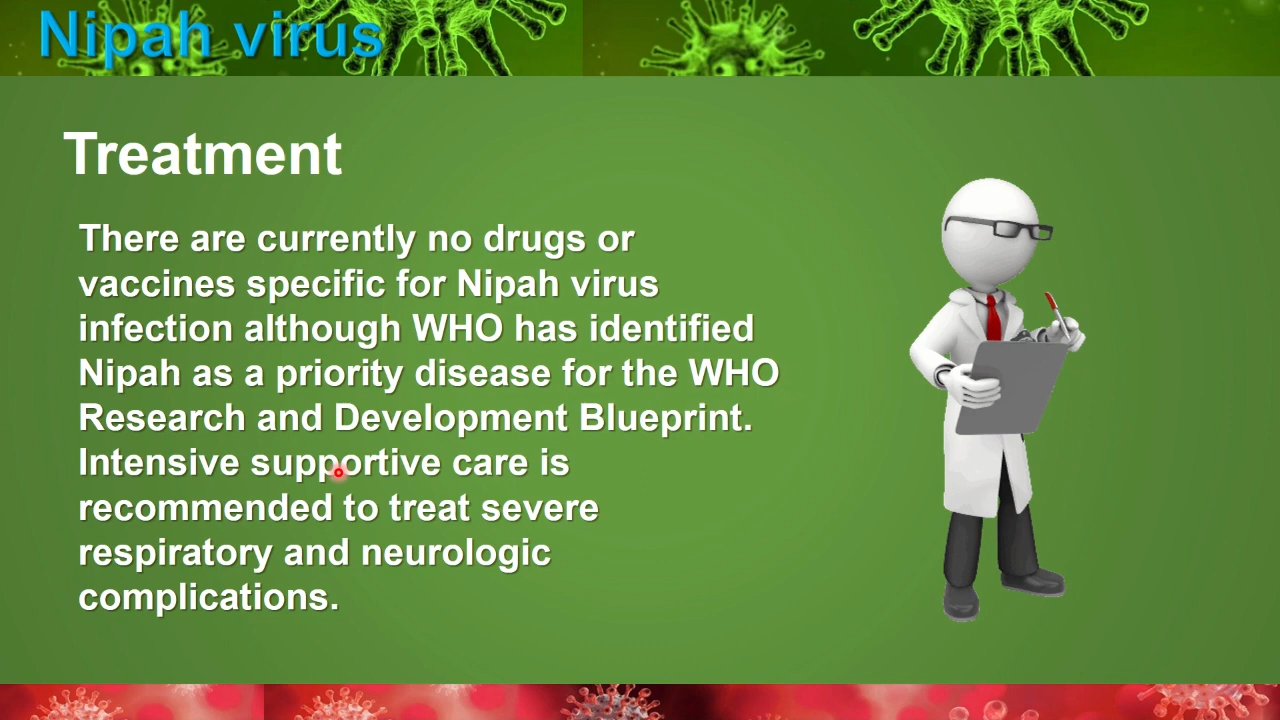 Nipah virus
Treatment
There are currently no drugs or
vaccines specific for Nipah virus
infection although WHO has identified
Nipah as a priority disease for the WHO
Research and Development Blueprint.
Intensive supportive care is
recommended to treat severe
respiratory and neurologic
complications.